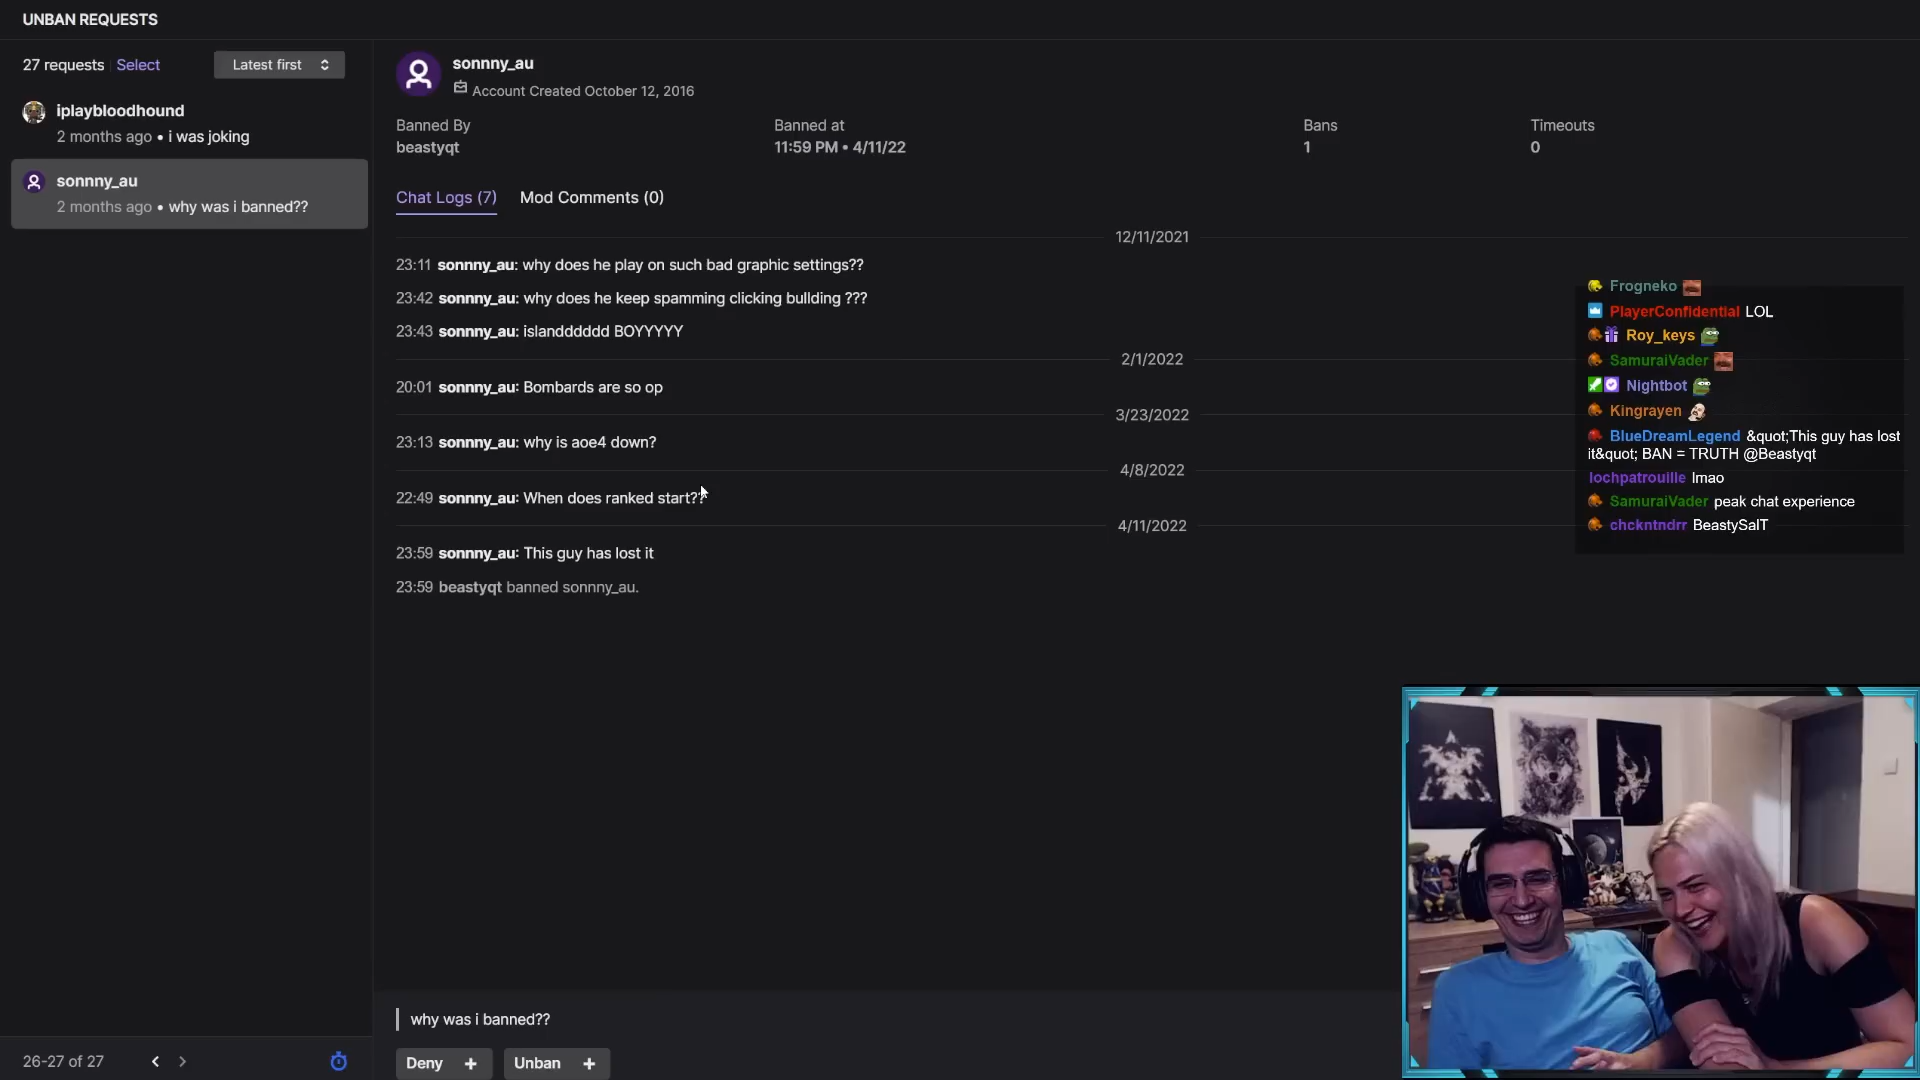 UNBAN REQUESTS
27 requests Select Latest first
iplaybloodhound
2 months ago • i was joking
sonnny_au
2 months ago • why was i banned??
26-27 of 27
sonnny_au
Account Created October 12, 2016
Banned By
beastyqt
Banned at
11:59 PM • 4/11/22
Bans
1
Timeouts
0
Chat Logs (7) Mod Comments (0)
12/11/2021
23:11 sonnny_au: why does he play on such bad graphic settings??
23:42 sonnny_au: why does he keep spamming clicking building ???
23:43 sonnny_au: islandddddd BOYYYYY
2/1/2022
20:01 sonnny_au: Bombards are so op
3/23/2022
23:13 sonnny_au: why is aoe4 down?
4/8/2022
22:49 sonnny_au: When does ranked start??
4/11/2022
23:59 sonnny_au: This guy has lost it
23:59 beastyqt banned sonnny_au.
why was i banned??
Deny + Unban +
Frogneko
PlayerConfidential LOL
Roy_keys
SamuraiVader
Nightbot
Kingrayen
BlueDreamLegend &quot;This guy has lost
it&quot; BAN = TRUTH @Beastyqt
lochpatrouille lmao
SamuraiVader peak chat experience
chckntndrr BeastySalT